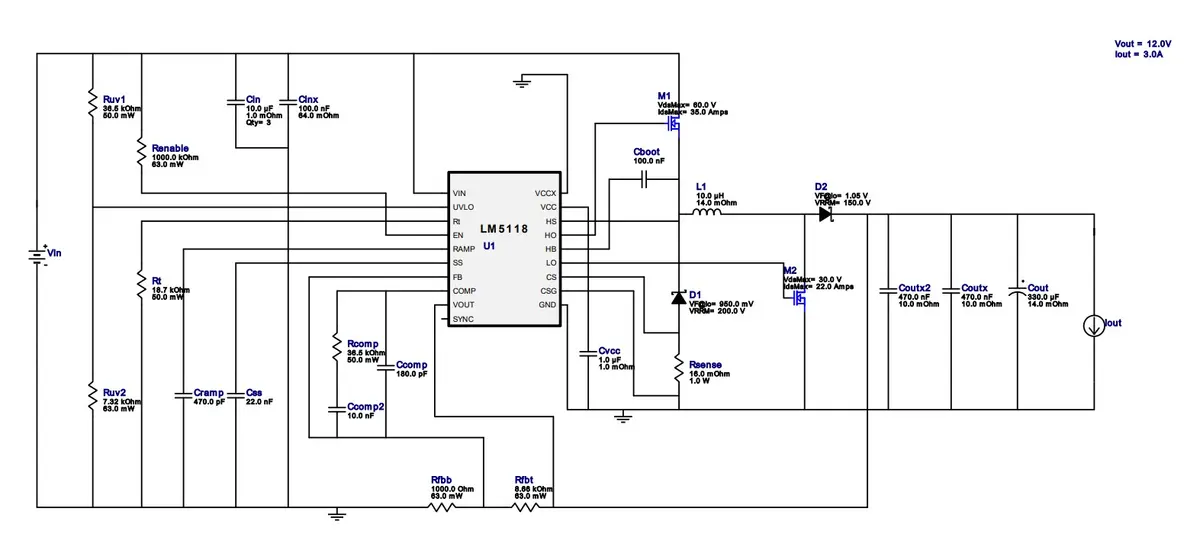 Vout = 12.0V
Iout = 3.0A
M1
VdsMax= 60.0 V
IdsMax= 35.0 Amps
Ruv1
36.5 kOhm
50.0 mW
Cin
10.0 µF
1.0 mOhm
Qty= 3
Cinx
100.0 nF
64.0 mOhm
Renable
1000.0 kOhm
63.0 mW
Cboot
100.0 nF
L1
10.0 µH
14.0 mOhm
D2
VF@Io= 1.05 V
VRRM= 150.0 V
VIN
UVLO
Rt
EN
RAMP
SS
FB
COMP
VOUT
SYNC
LM5118
U1
VCCX
VCC
HS
HO
HB
LO
CS
CSG
GND
+
Vin
-
Rt
18.7 kOhm
50.0 mW
M2
VdsMax= 30.0 V
IdsMax= 22.0 Amps
D1
VF@Io= 950.0 mV
VRRM= 200.0 V
Coutx2
470.0 nF
10.0 mOhm
Coutx
470.0 nF
10.0 mOhm
+
Cout
330.0 µF
14.0 mOhm
Iout
Rcomp
36.5 kOhm
50.0 mW
Ccomp
180.0 pF
Cvcc
1.0 µF
1.0 mOhm
Rsense
16.0 mOhm
1.0 W
Ruv2
7.32 kOhm
63.0 mW
Cramp
470.0 pF
Css
22.0 nF
Ccomp2
10.0 nF
Rfbb
1000.0 Ohm
63.0 mW
Rfbt
8.66 kOhm
63.0 mW